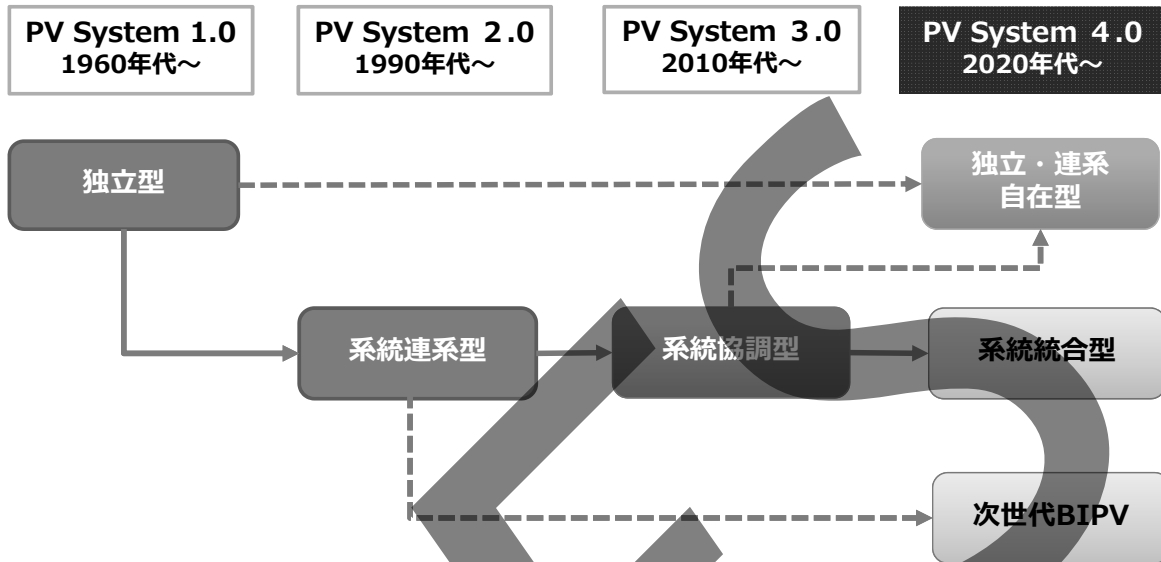 PV System 1.0
1960年代～
PV System ２.0
1990年代～
PV System ３.0
2010年代～
PV System ４.0
2020年代～
独立型
独立・連系
自在型
系統連系型
系統協調型
系統統合型
次世代BIPV